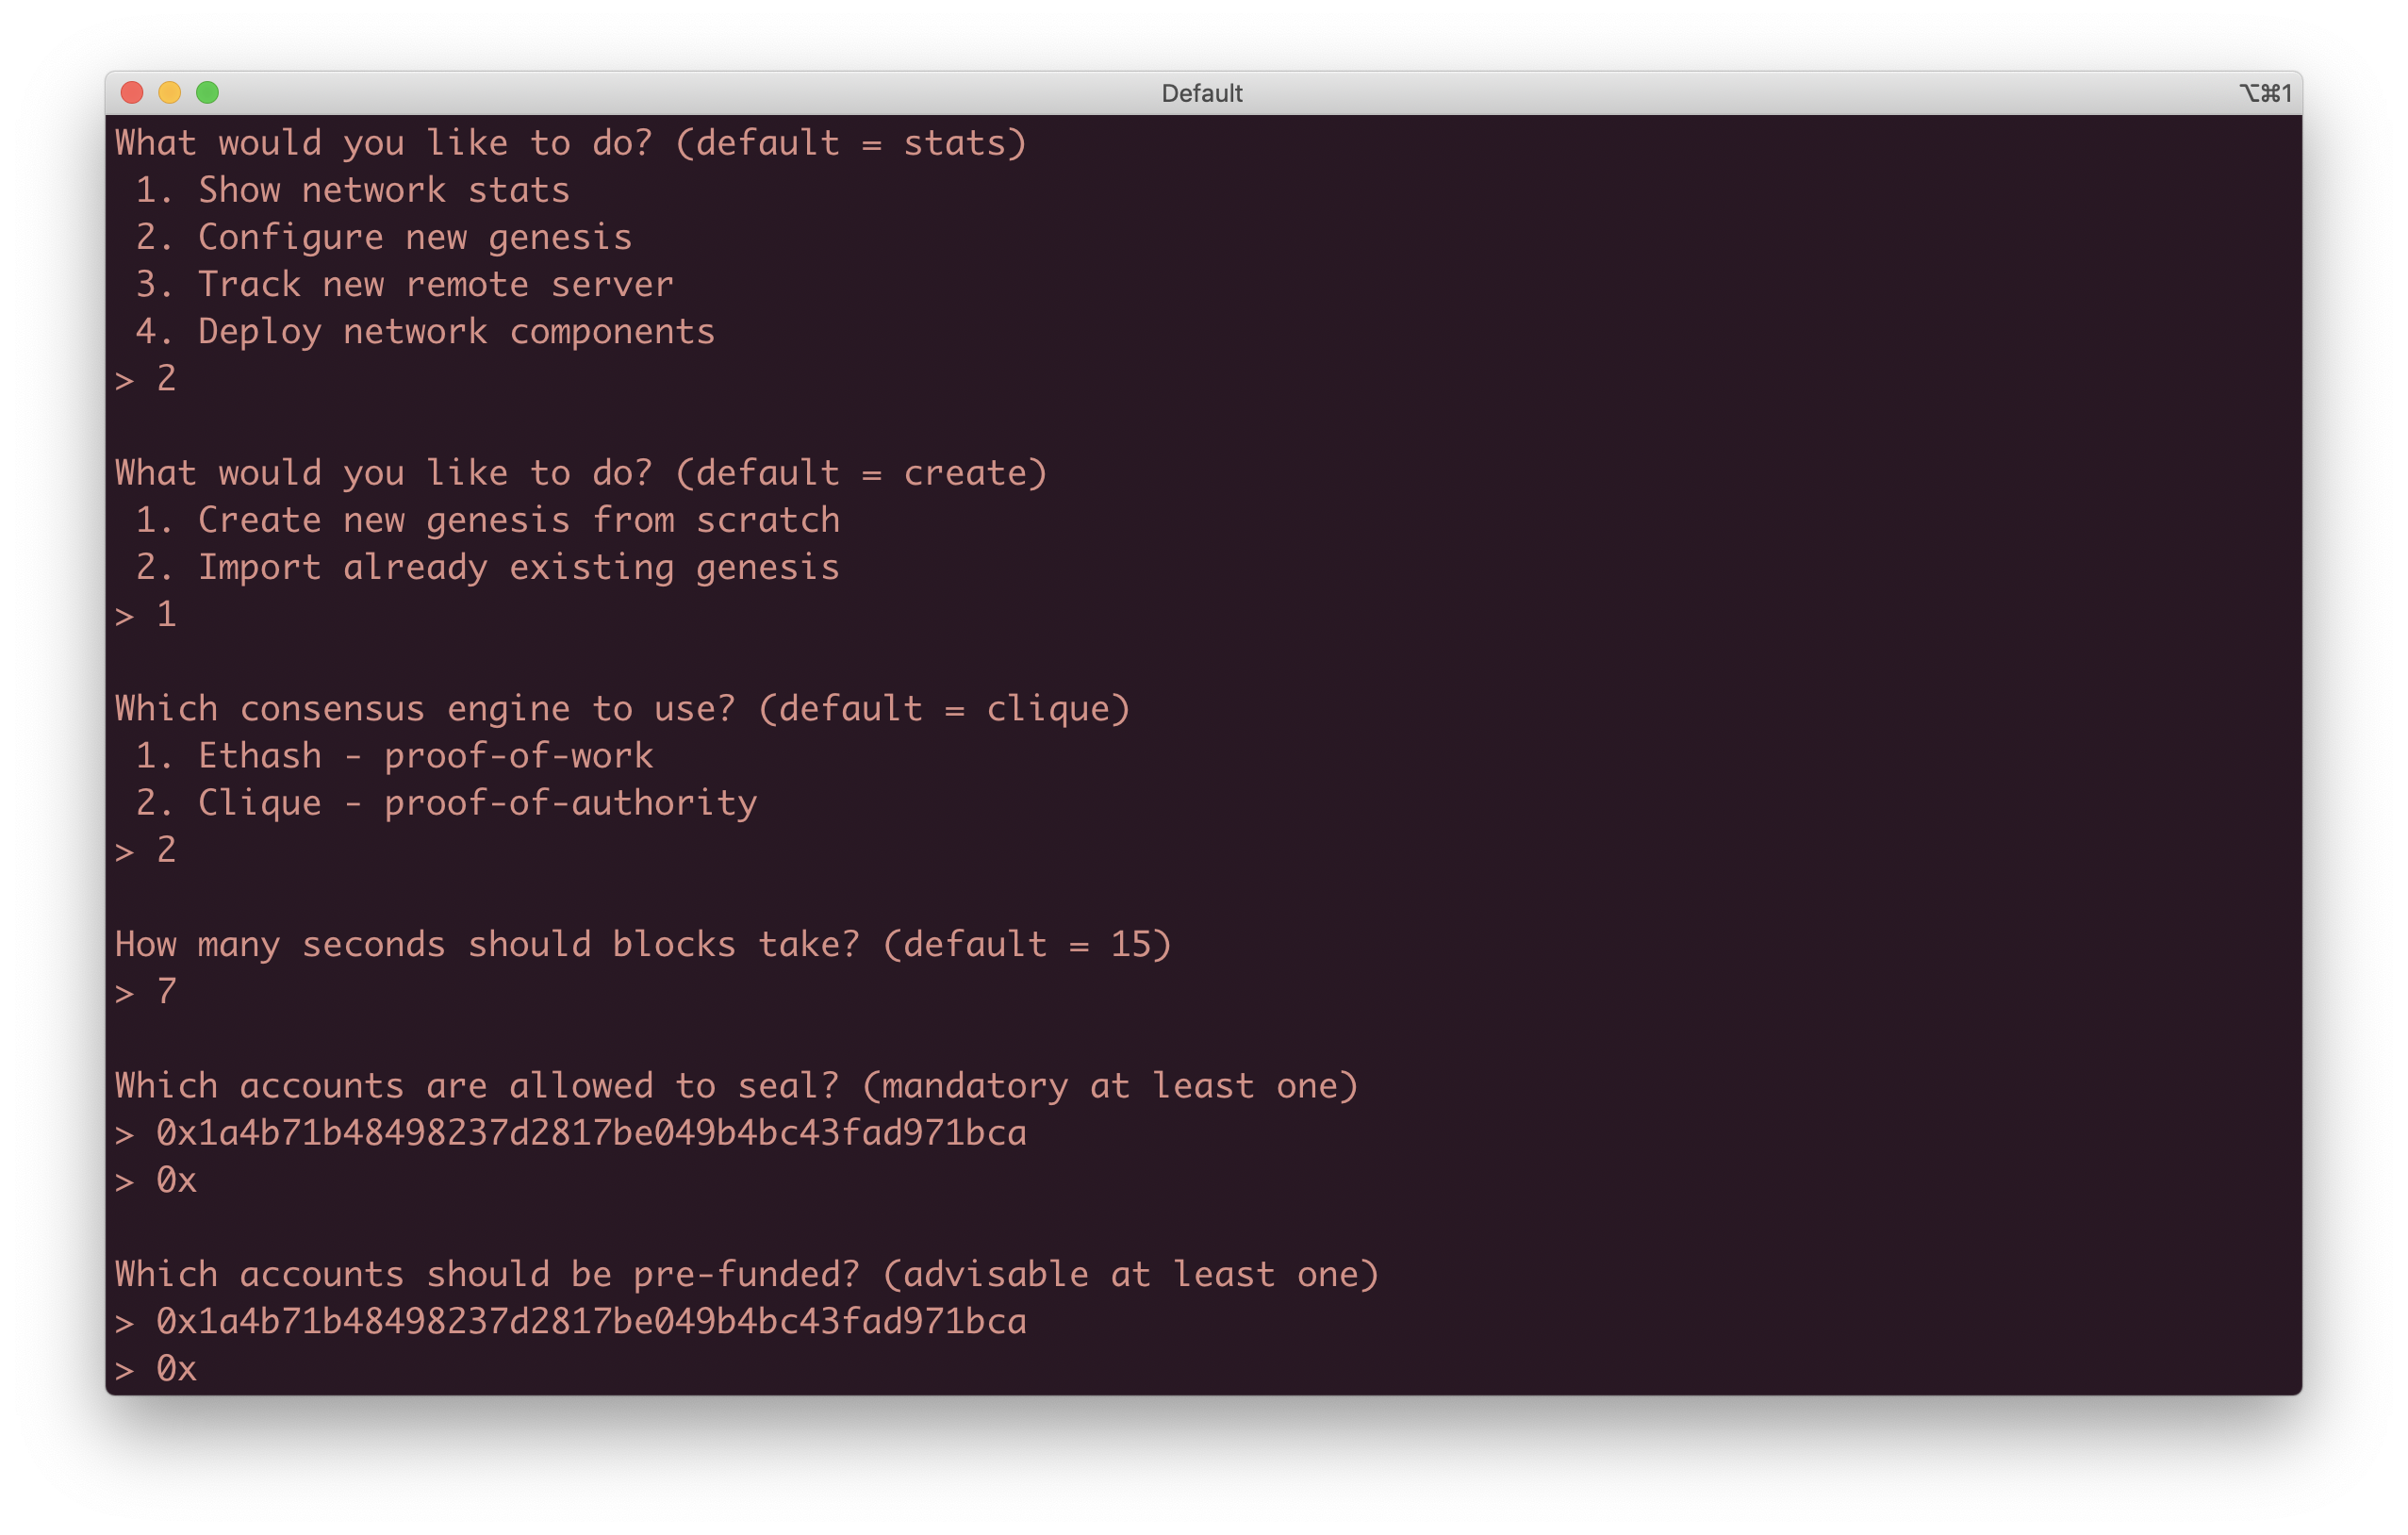 Default
⌥⌘1
What would you like to do? (default = stats)
1. Show network stats
2. Configure new genesis
3. Track new remote server
4. Deploy network components
> 2
What would you like to do? (default = create)
1. Create new genesis from scratch
2. Import already existing genesis
> 1
Which consensus engine to use? (default = clique)
1. Ethash - proof-of-work
2. Clique - proof-of-authority
> 2
How many seconds should blocks take? (default = 15)
> 7
Which accounts are allowed to seal? (mandatory at least one)
> 0x1a4b71b48498237d2817be049b4bc43fad971bca
> 0x
Which accounts should be pre-funded? (advisable at least one)
> 0x1a4b71b48498237d2817be049b4bc43fad971bca
> 0x